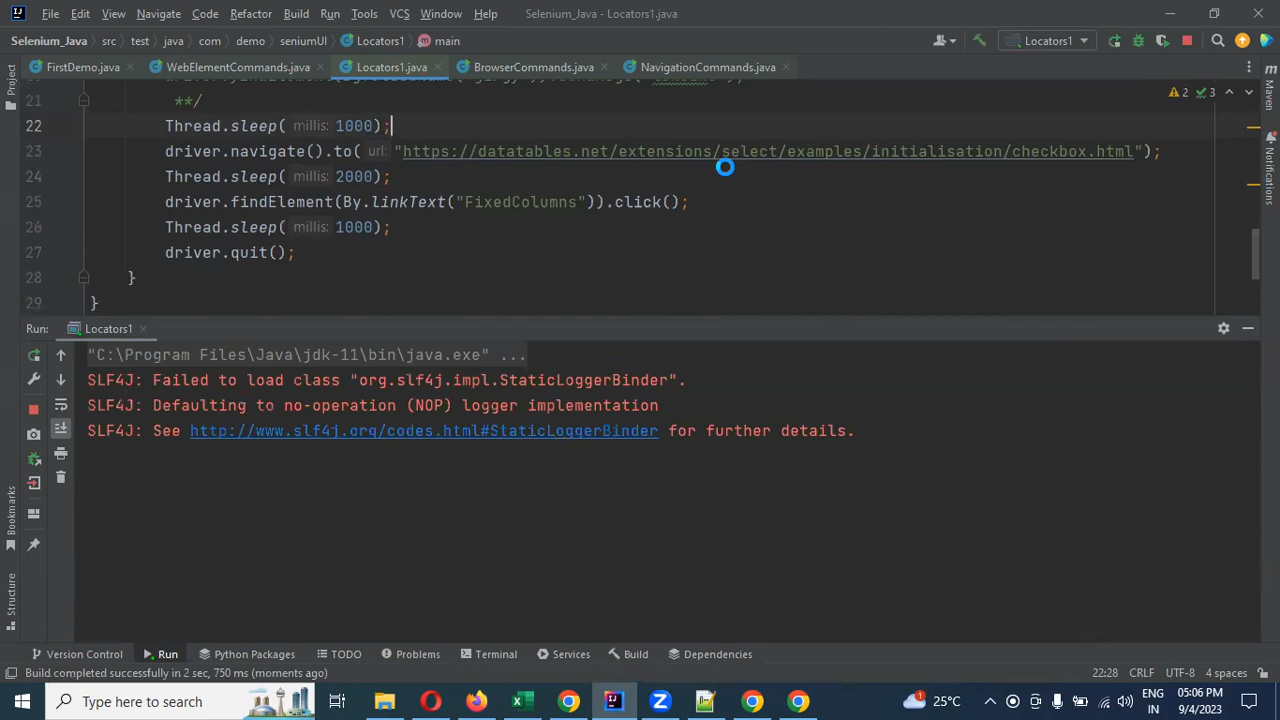 File Edit View Navigate Code Refactor Build Run Tools VCS Window Help Selenium_Java - Locators1.java
Selenium_Java src test java com demo seniumUI Locators1 main Locators1
FirstDemo.java WebElementCommands.java Locators1.java BrowserCommands.java NavigationCommands.java
Project
Maven
Notifications
2 3
21 **/
22 Thread.sleep( millis: 1000);
23 driver.navigate().to( url: "https://datatables.net/extensions/select/examples/initialisation/checkbox.html");
24 Thread.sleep( millis: 2000);
25 driver.findElement(By.linkText("FixedColumns")).click();
26 Thread.sleep( millis: 1000);
27 driver.quit();
28 }
29 }
Run: Locators1
"C:\Program Files\Java\jdk-11\bin\java.exe" ...
SLF4J: Failed to load class "org.slf4j.impl.StaticLoggerBinder".
SLF4J: Defaulting to no-operation (NOP) logger implementation
SLF4J: See http://www.slf4j.org/codes.html#StaticLoggerBinder for further details.
Bookmarks
Structure
Version Control Run Python Packages TODO Problems Terminal Services Build Dependencies
Build completed successfully in 2 sec, 750 ms (moments ago) 22:28 CRLF UTF-8 4 spaces
Type here to search 25°C ENG IN 05:06 PM 9/4/2023